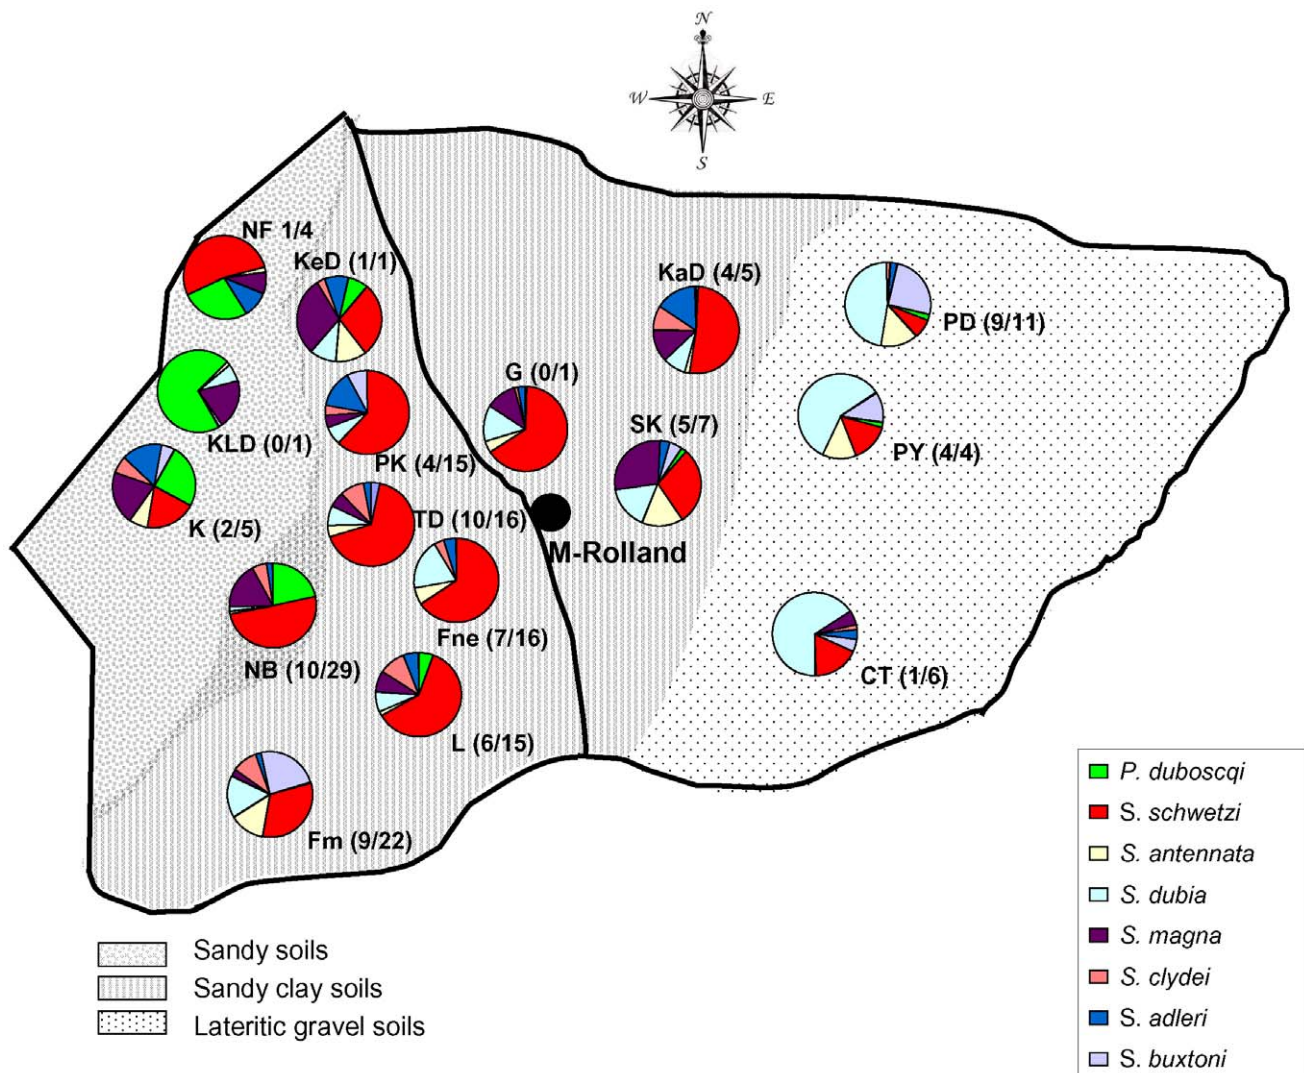 N
W E
S
NF 1/4
KeD (1/1)
KaD (4/5)
PD (9/11)
G (0/1)
SK (5/7)
KLD (0/1)
PK (4/15)
PY (4/4)
K (2/5)
TD (10/16)
M-Rolland
Fne (7/16)
NB (10/29)
CT (1/6)
L (6/15)
Fm (9/22)
P. duboscqi
S. schwetzi
S. antennata
S. dubia
S. magna
S. clydei
S. adleri
S. buxtoni
Sandy soils
Sandy clay soils
Lateritic gravel soils